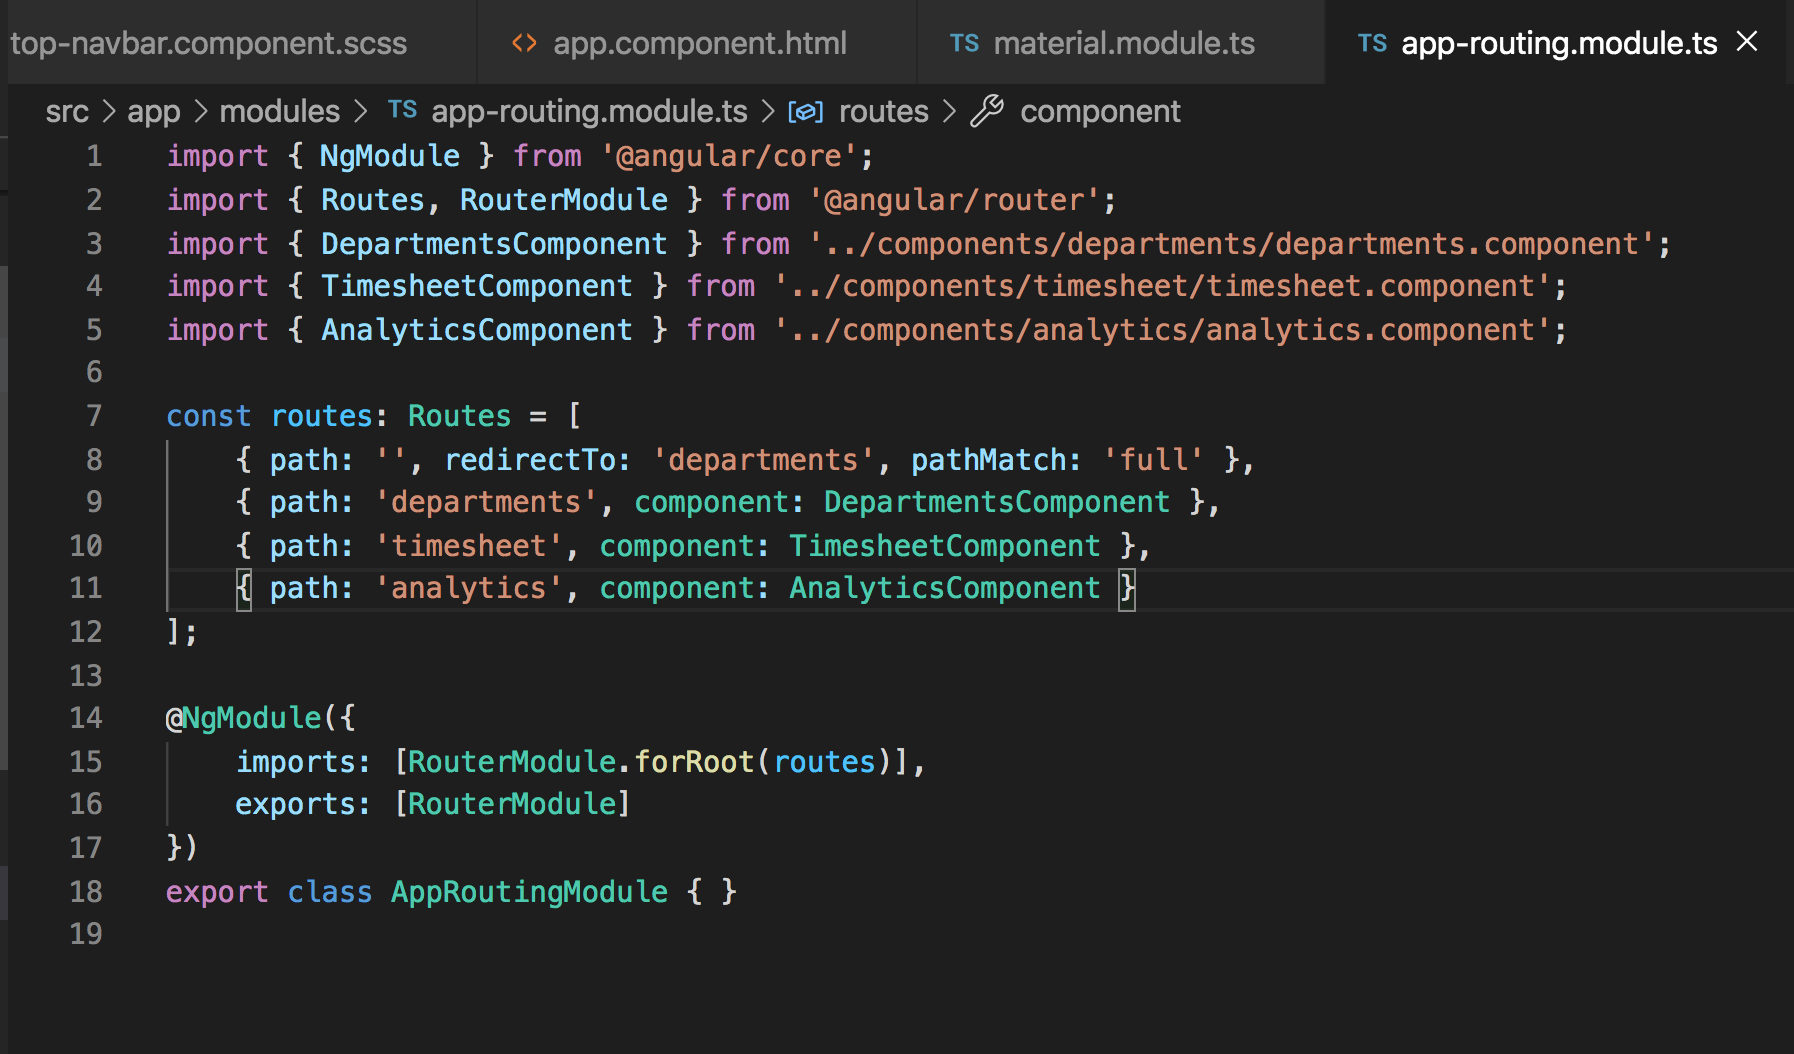 top-navbar.component.scss <> app.component.html TS material.module.ts TS app-routing.module.ts
src > app > modules > TS app-routing.module.ts > routes > component
1 import { NgModule } from '@angular/core';
2 import { Routes, RouterModule } from '@angular/router';
3 import { DepartmentsComponent } from '../components/departments/departments.component';
4 import { TimesheetComponent } from '../components/timesheet/timesheet.component';
5 import { AnalyticsComponent } from '../components/analytics/analytics.component';
6
7 const routes: Routes = [
8     { path: '', redirectTo: 'departments', pathMatch: 'full' },
9     { path: 'departments', component: DepartmentsComponent },
10     { path: 'timesheet', component: TimesheetComponent },
11     { path: 'analytics', component: AnalyticsComponent }
12 ];
13
14 @NgModule({
15     imports: [RouterModule.forRoot(routes)],
16     exports: [RouterModule]
17 })
18 export class AppRoutingModule { }
19